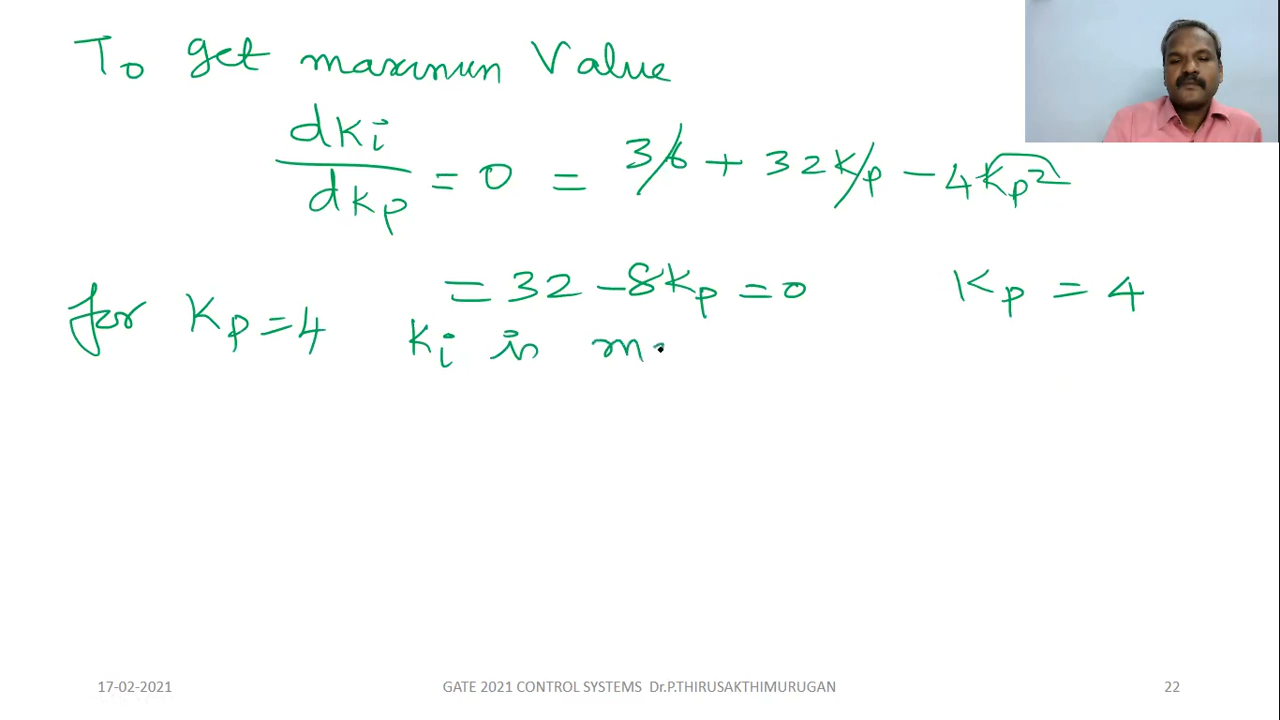 To get maximum Value
dKi/dKp = 0 = 36 + 32Kp - 4Kp²
= 32 - 8Kp = 0 Kp = 4
for Kp = 4 Ki is m
17-02-2021 GATE 2021 CONTROL SYSTEMS Dr.P.THIRUSAKTHIMURUGAN 22